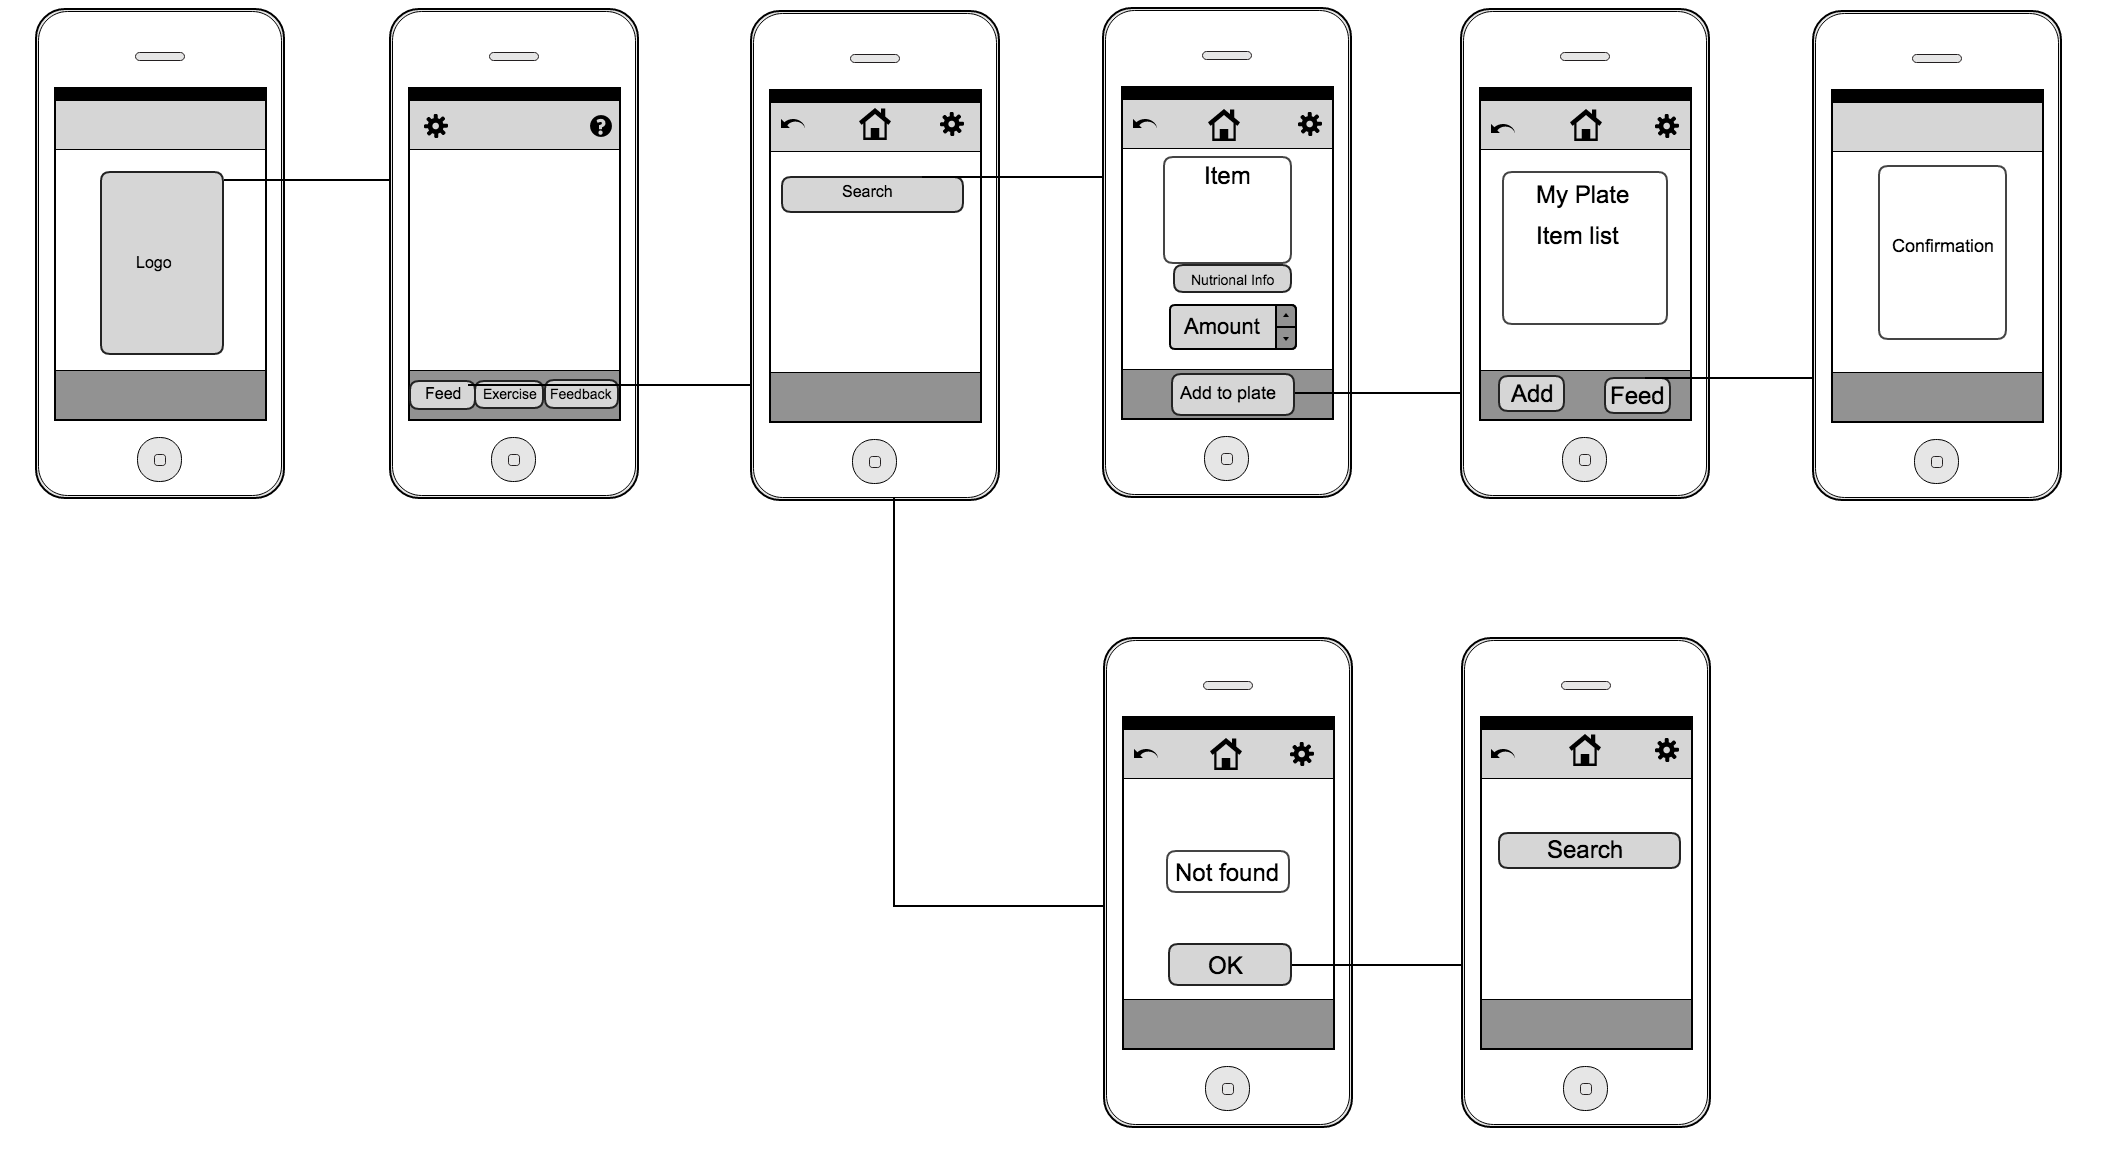 Logo
Feed
Exercise
Feedback
Search
Item
Nutrional Info
Amount
Add to plate
My Plate
Item list
Add
Feed
Confirmation
Not found
OK
Search